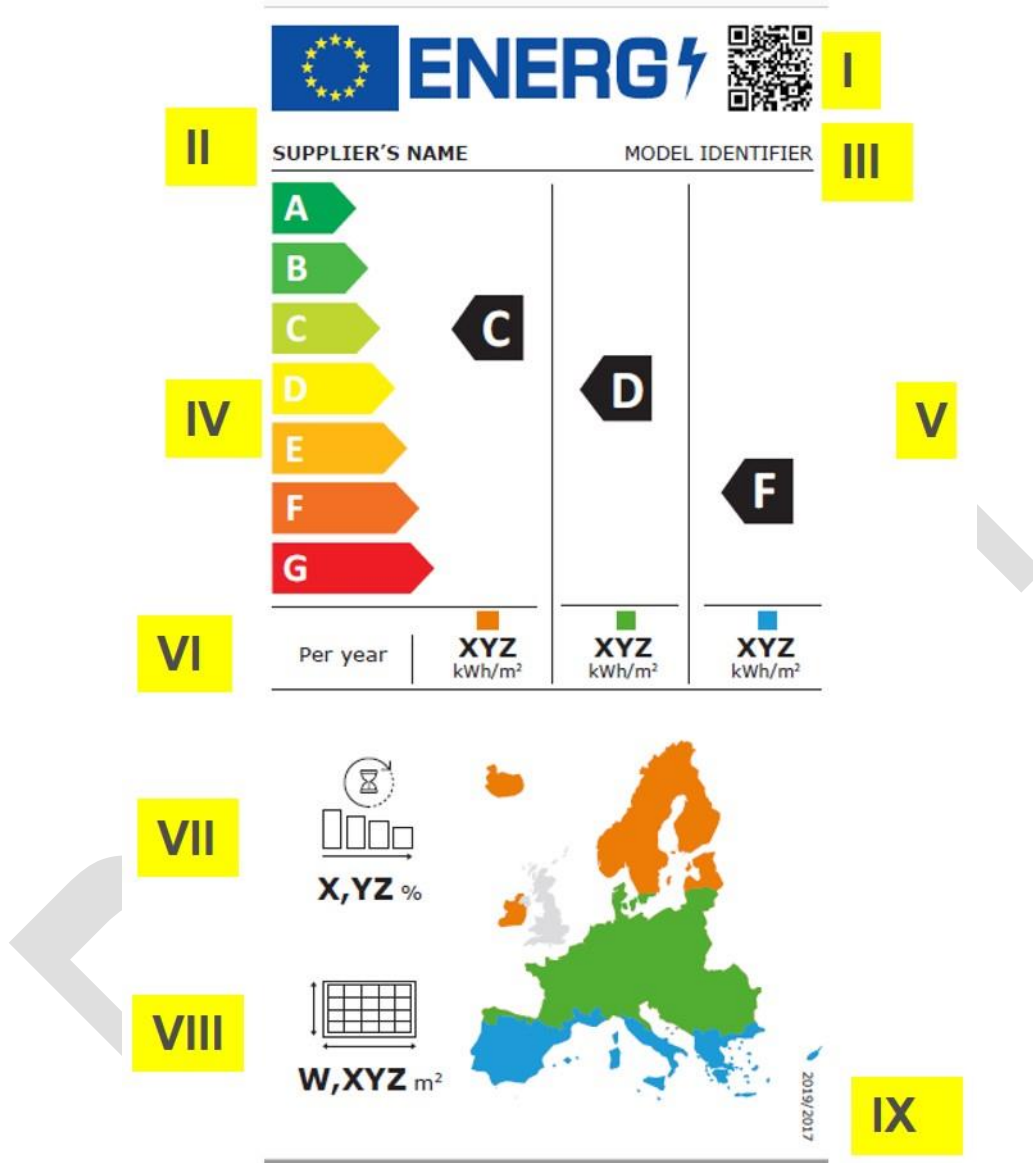 ENERG
I
II
SUPPLIER'S NAME
MODEL IDENTIFIER
III
A
B
C
C
D
D
IV
V
E
F
F
G
VI
Per year
XYZ
kWh/m²
XYZ
kWh/m²
XYZ
kWh/m²
VII
X,YZ %
VIII
W,XYZ m²
2019/2017
IX